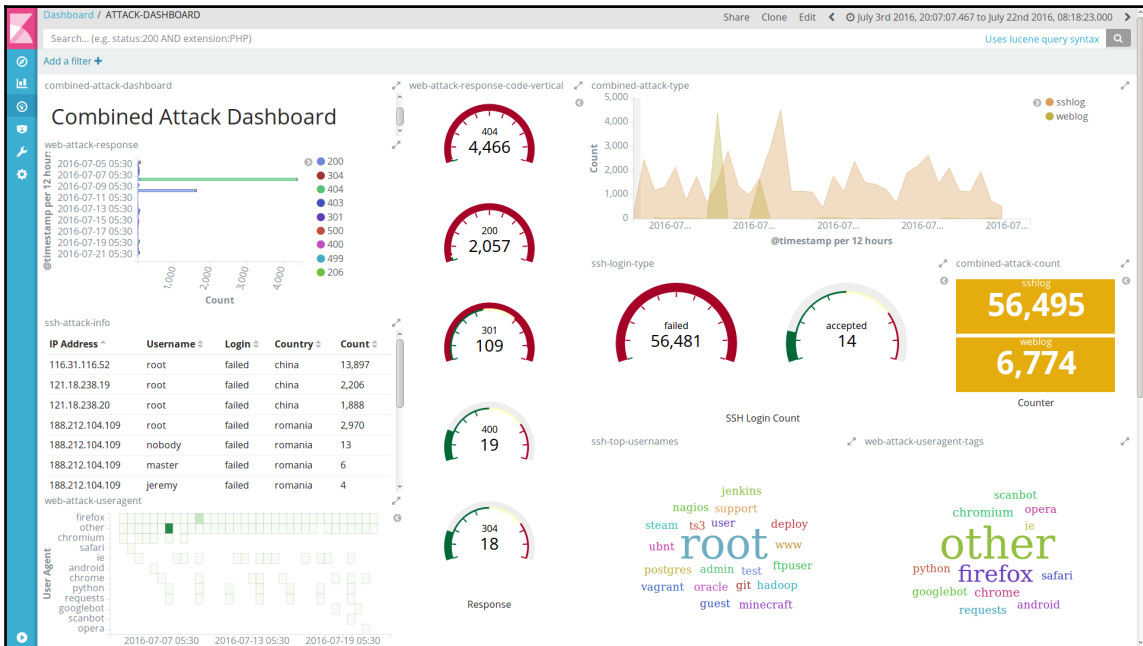 Dashboard / ATTACK-DASHBOARD
Share Clone Edit July 3rd 2016, 20:07:07.467 to July 22nd 2016, 08:18:23.000
Search... (e.g. status:200 AND extension:PHP)
Uses lucene query syntax
Add a filter +
combined-attack-dashboard
Combined Attack Dashboard
web-attack-response
@timestamp per 12 hours
2016-07-05 05:30
2016-07-07 05:30
2016-07-09 05:30
2016-07-11 05:30
2016-07-13 05:30
2016-07-15 05:30
2016-07-17 05:30
2016-07-19 05:30
2016-07-21 05:30
1,000
2,000
3,000
4,000
Count
200
304
404
403
301
500
400
499
206
ssh-attack-info
IP Address Username Login Country Count
116.31.116.52 root failed china 13,897
121.18.238.19 root failed china 2,206
121.18.238.20 root failed china 1,888
188.212.104.109 root failed romania 2,970
188.212.104.109 nobody failed romania 13
188.212.104.109 master failed romania 6
188.212.104.109 jeremy failed romania 4
web-attack-useragent
User Agent
firefox
other
chromium
safari
ie
android
chrome
python
requests
googlebot
scanbot
opera
2016-07-07 05:30 2016-07-13 05:30 2016-07-19 05:30
web-attack-response-code-vertical
404
4,466
200
2,057
301
109
400
19
304
18
Response
combined-attack-type
Count
5,000
4,000
3,000
2,000
1,000
0
2016-07... 2016-07... 2016-07... 2016-07... 2016-07...
@timestamp per 12 hours
sshlog
weblog
ssh-login-type
failed
56,481
accepted
14
SSH Login Count
combined-attack-count
sshlog
56,495
weblog
6,774
Counter
ssh-top-usernames
jenkins
nagios support
steam ts3 user deploy
ubnt root www
postgres admin test ftpuser
vagrant oracle git hadoop
guest minecraft
web-attack-useragent-tags
scanbot
chromium opera
ie
other
python firefox safari
googlebot chrome
requests android